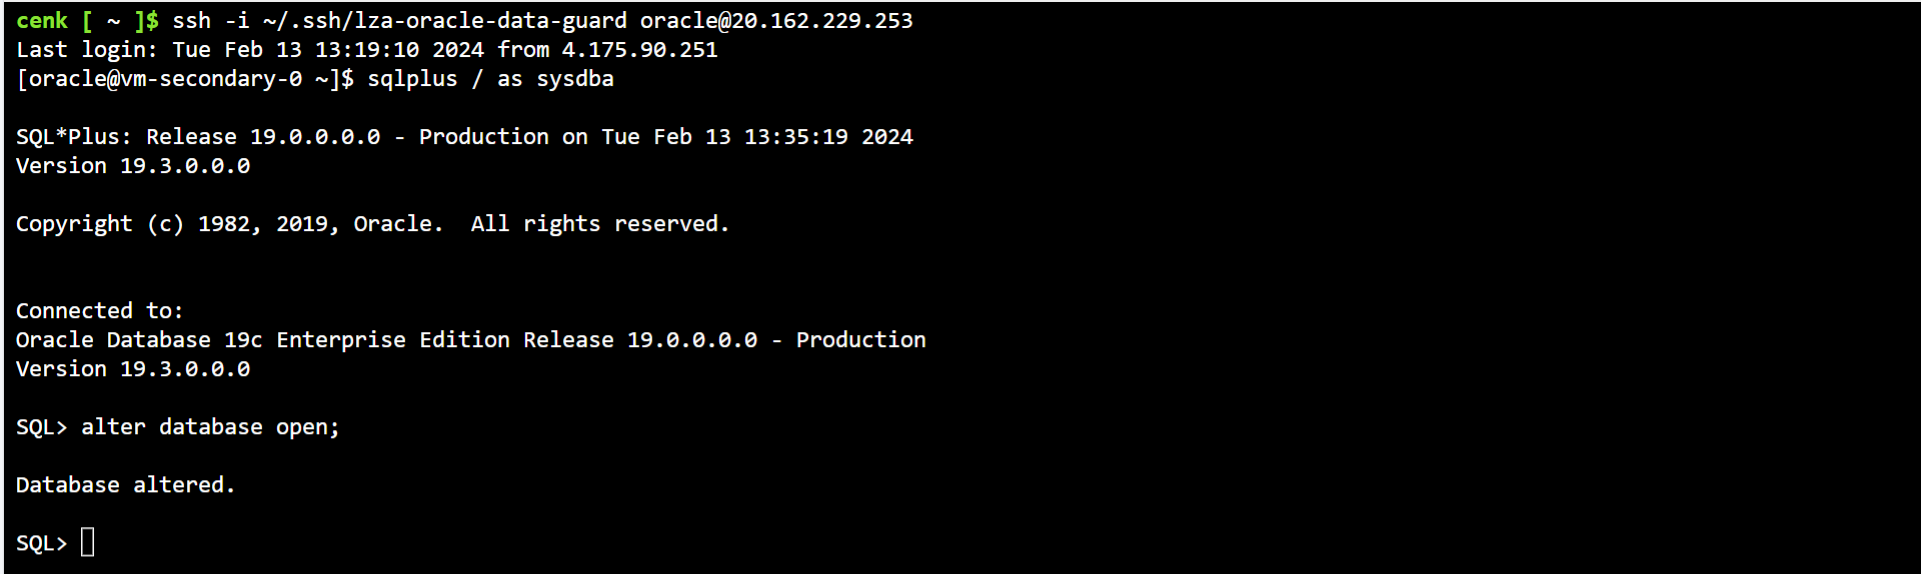 cenk [ ~ ]$ ssh -i ~/.ssh/lza-oracle-data-guard oracle@20.162.229.253
Last login: Tue Feb 13 13:19:10 2024 from 4.175.90.251
[oracle@vm-secondary-0 ~]$ sqlplus / as sysdba
SQL*Plus: Release 19.0.0.0.0 - Production on Tue Feb 13 13:35:19 2024
Version 19.3.0.0.0
Copyright (c) 1982, 2019, Oracle.  All rights reserved.
Connected to:
Oracle Database 19c Enterprise Edition Release 19.0.0.0.0 - Production
Version 19.3.0.0.0
SQL> alter database open;
Database altered.
SQL>